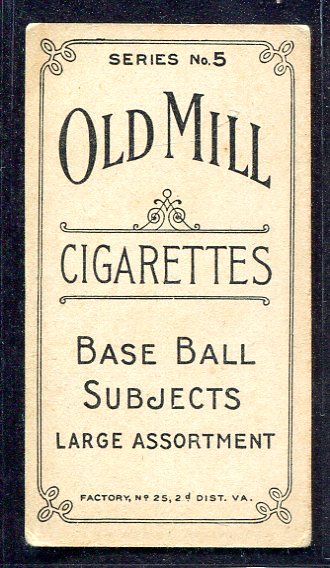 SERIES No. 5
OLD MILL
CIGARETTES
BASE BALL
SUBJECTS
LARGE ASSORTMENT
FACTORY, Nº 25, 2d DIST. VA.